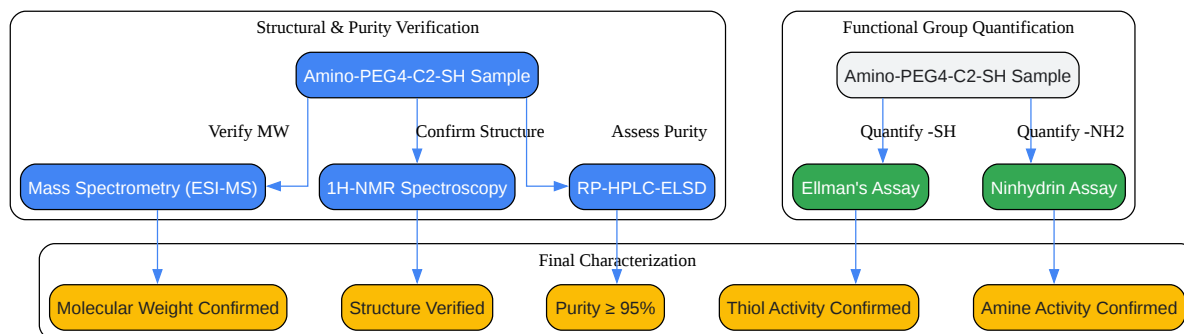 Structural & Purity Verification
Functional Group Quantification
Amino-PEG4-C2-SH Sample
Amino-PEG4-C2-SH Sample
Verify MW
Confirm Structure
Assess Purity
Quantify -SH
Quantify -NH2
Mass Spectrometry (ESI-MS)
1H-NMR Spectroscopy
RP-HPLC-ELSD
Ellman's Assay
Ninhydrin Assay
Final Characterization
Molecular Weight Confirmed
Structure Verified
Purity ≥ 95%
Thiol Activity Confirmed
Amine Activity Confirmed